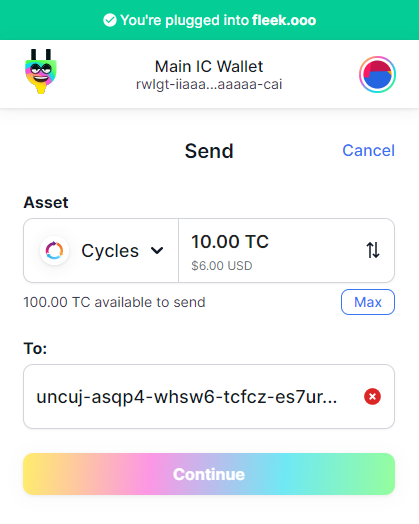 You're plugged into fleek.ooo
Main IC Wallet
rwlgt-iiaaa...aaaaa-cai
Send
Cancel
Asset
Cycles
10.00 TC
$6.00 USD
100.00 TC available to send
Max
To:
uncuj-asqp4-whsw6-tcfcz-es7ur...
Continue